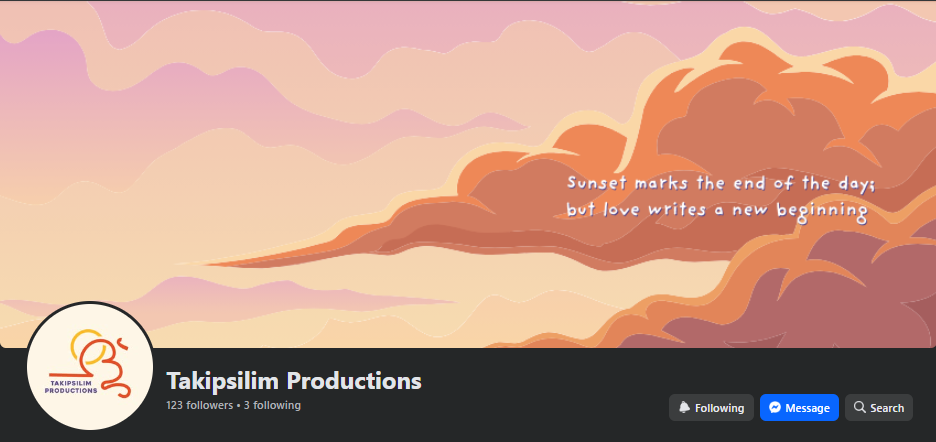 Sunset marks the end of the day;
but love writes a new beginning
TAKIPSILIM
PRODUCTIONS
Takipsilim Productions
123 followers • 3 following
Following
Message
Search